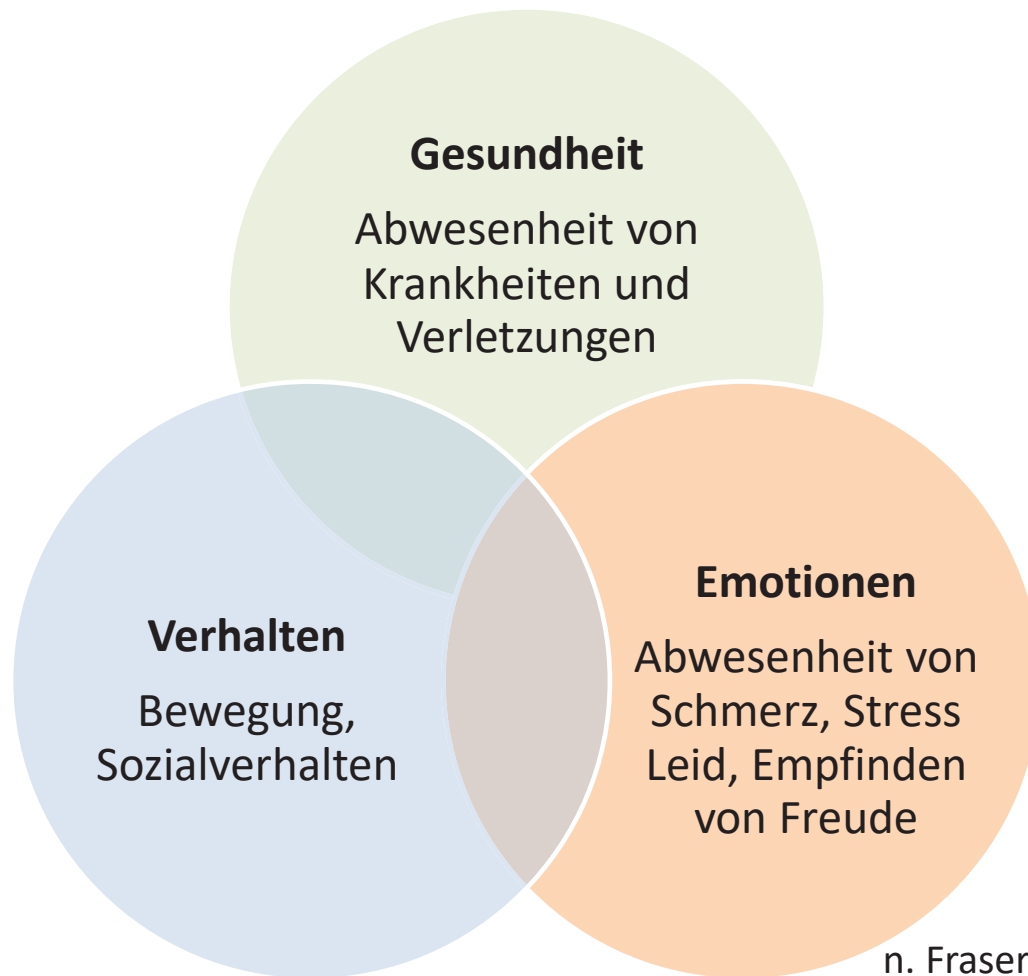 Gesundheit
Abwesenheit von
Krankheiten und
Verletzungen
Verhalten
Bewegung,
Sozialverhalten
Emotionen
Abwesenheit von
Schmerz, Stress
Leid, Empfinden
von Freude
n. Fraser